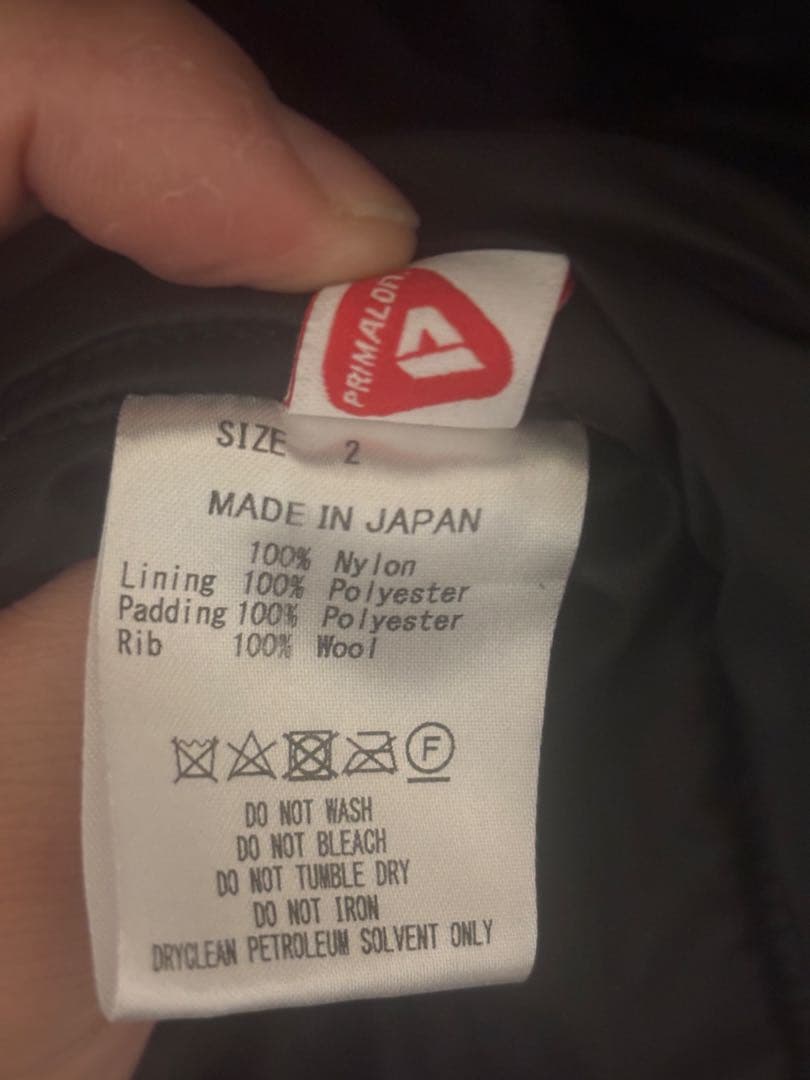 PRIMALOFT
SIZE 2
MADE IN JAPAN
100% Nylon
Lining 100% Polyester
Padding 100% Polyester
Rib 100% Wool
F
DO NOT WASH
DO NOT BLEACH
DO NOT TUMBLE DRY
DO NOT IRON
DRYCLEAN PETROLEUM SOLVENT ONLY